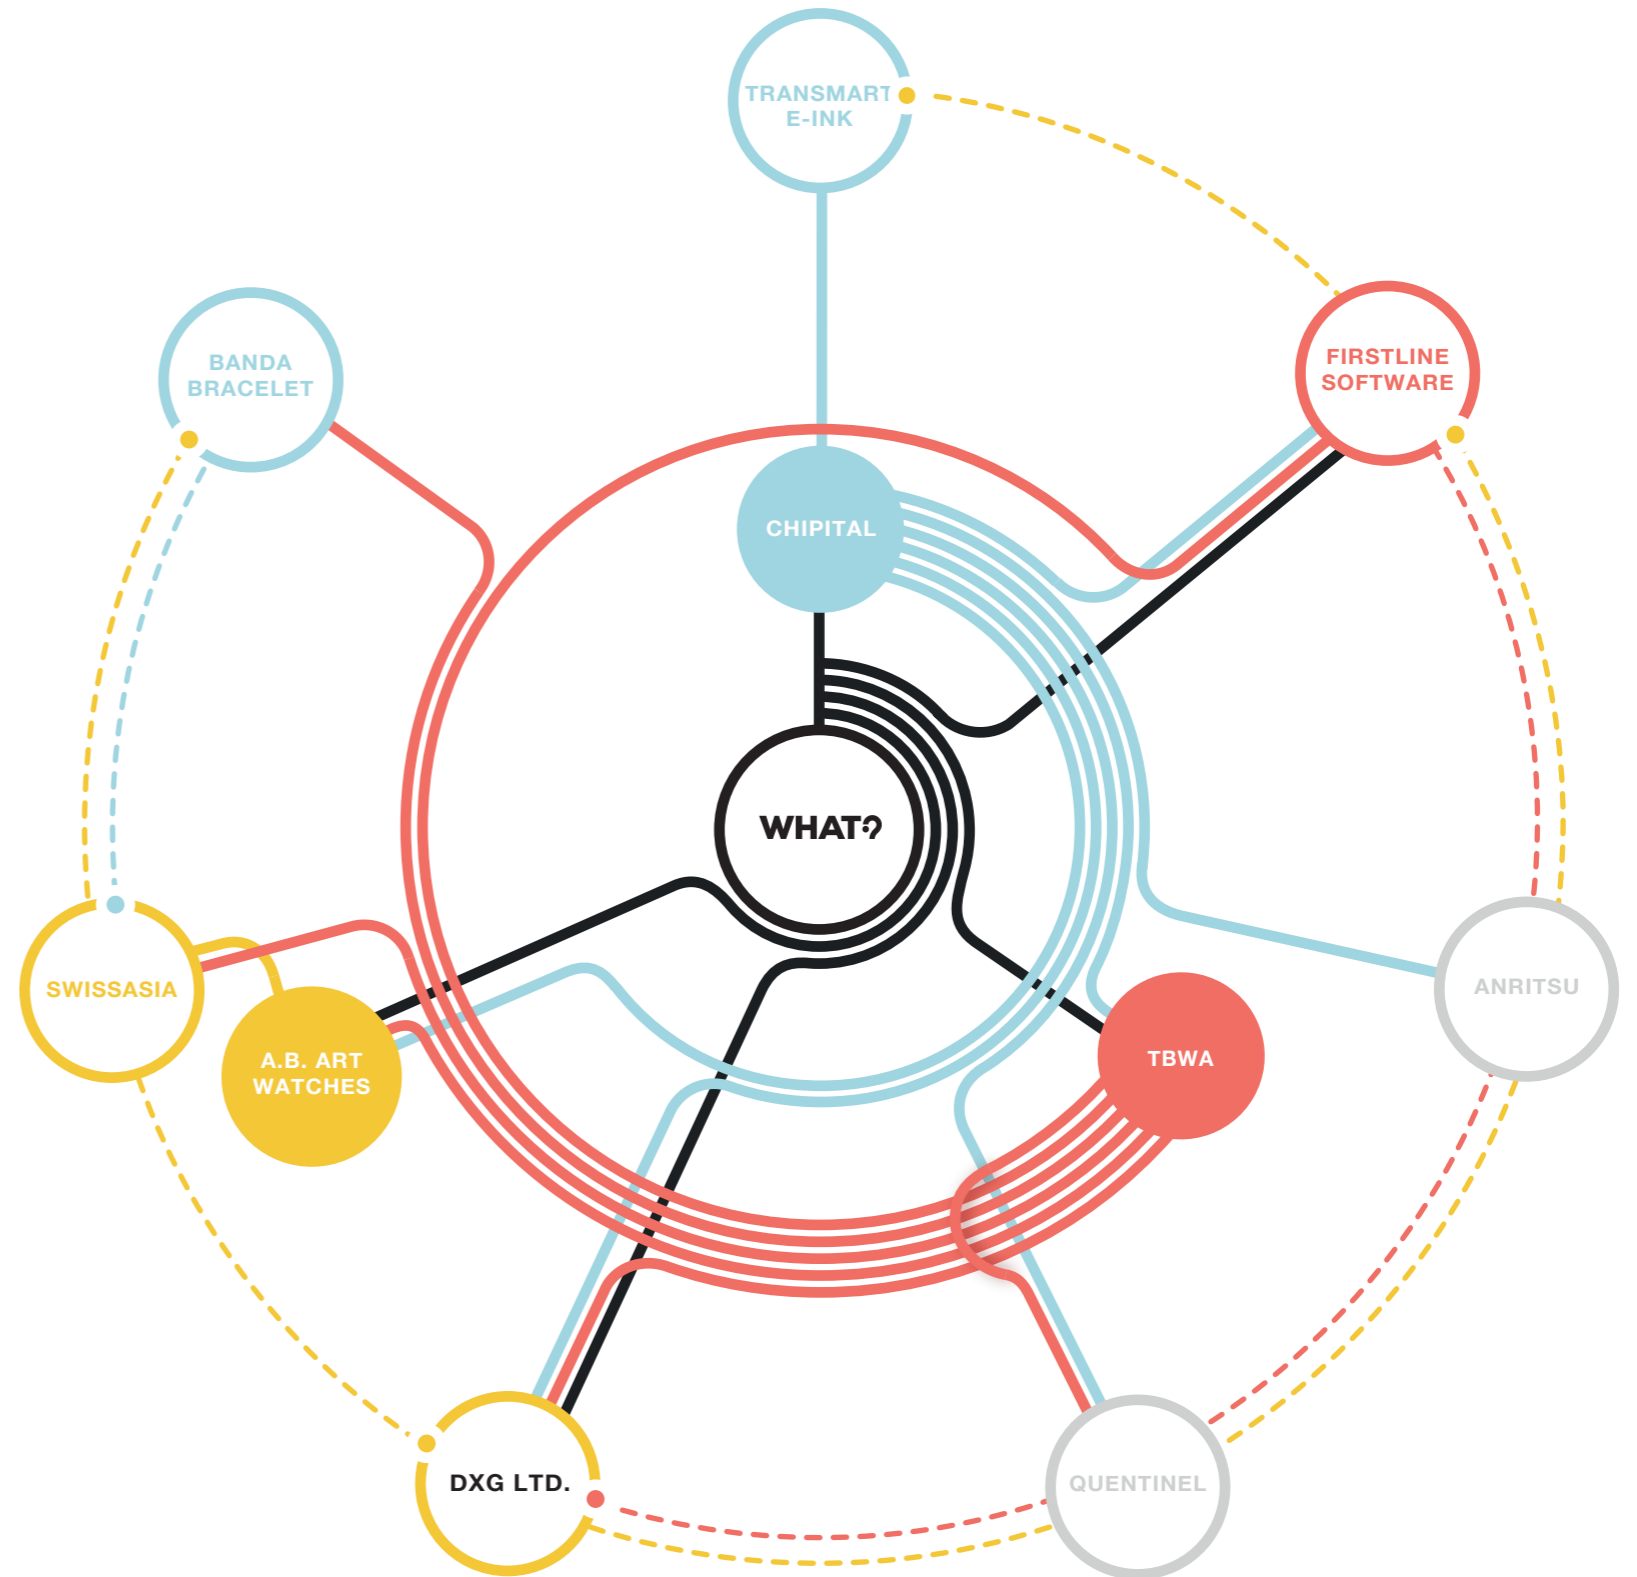 TRANSMART
E-INK
FIRSTLINE
SOFTWARE
BANDA
BRACELET
CHIPITAL
WHAT?
SWISSASIA
ANRITSU
A.B. ART
WATCHES
TBWA
DXG LTD.
QUENTINEL